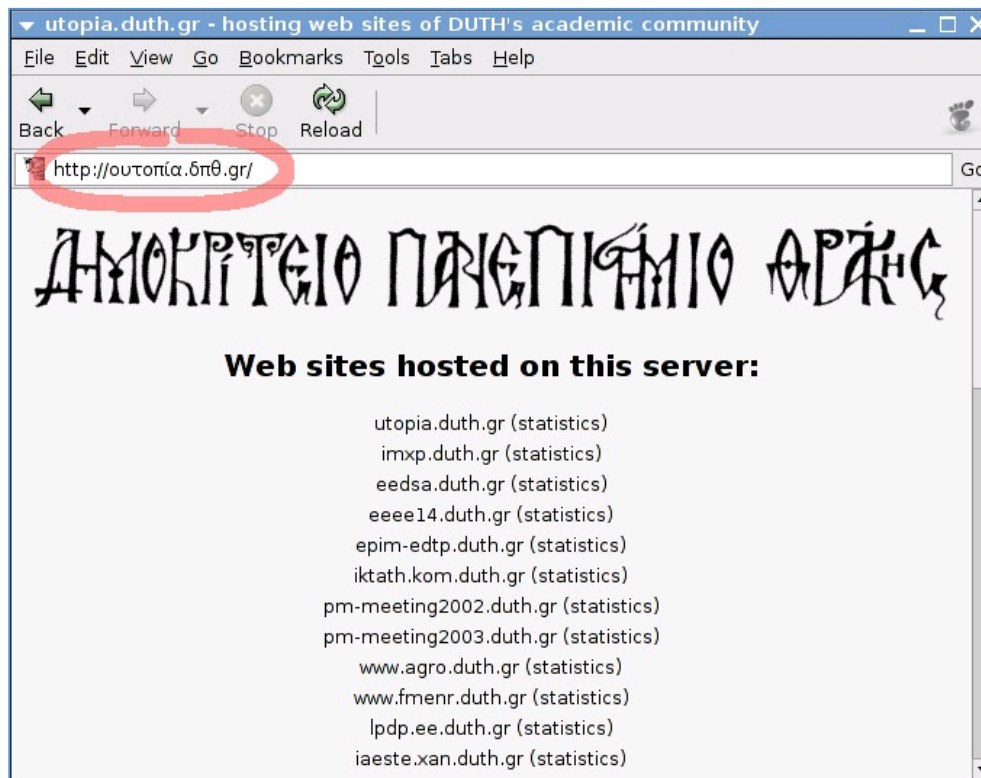 utopia.duth.gr - hosting web sites of DUTH's academic community
File Edit View Go Bookmarks Tools Tabs Help
Back Forward Stop Reload
http://ουτοπία.δπθ.gr/
Go
ΔΗΜΟΚΡΙΤΕΙΟ ΠΑΝΕΠΙΣΤΗΜΙΟ ΘΡΑΚΗΣ
Web sites hosted on this server:
utopia.duth.gr (statistics)
imxp.duth.gr (statistics)
eedsa.duth.gr (statistics)
eeee14.duth.gr (statistics)
epim-edtp.duth.gr (statistics)
iktath.kom.duth.gr (statistics)
pm-meeting2002.duth.gr (statistics)
pm-meeting2003.duth.gr (statistics)
www.agro.duth.gr (statistics)
www.fmenr.duth.gr (statistics)
lpdp.ee.duth.gr (statistics)
iaeste.xan.duth.gr (statistics)